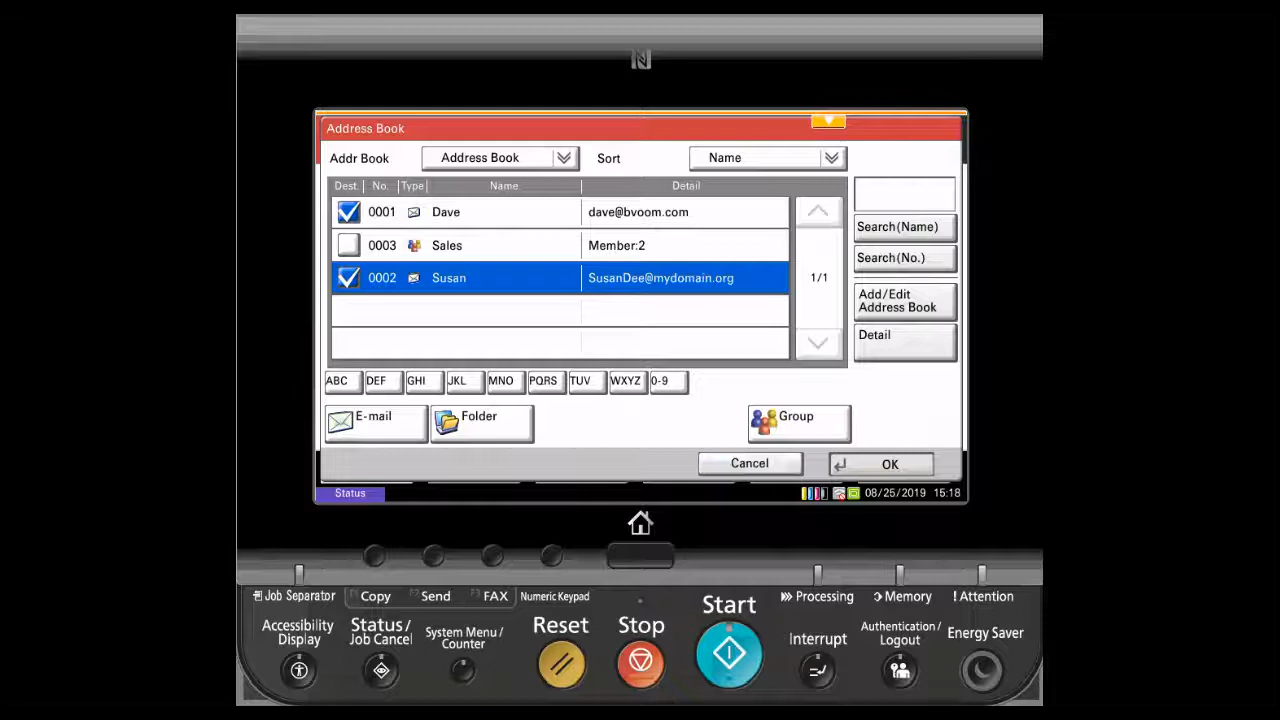 Address Book
Addr Book Address Book Sort Name
Dest. No. Type Name Detail
0001 Dave dave@bvoom.com
0003 Sales Member:2
0002 Susan SusanDee@mydomain.org
1/1
Search(Name)
Search(No.)
Add/Edit
Address Book
Detail
ABC DEF GHI JKL MNO PQRS TUV WXYZ 0-9
E-mail Folder Group
Cancel OK
Status 08/25/2019 15:18
Job Separator Copy Send FAX Numeric Keypad Processing Memory ! Attention
Accessibility
Display
Status /
Job Cancel
System Menu /
Counter
Reset
Stop
Start
Interrupt
Authentication /
Logout
Energy Saver